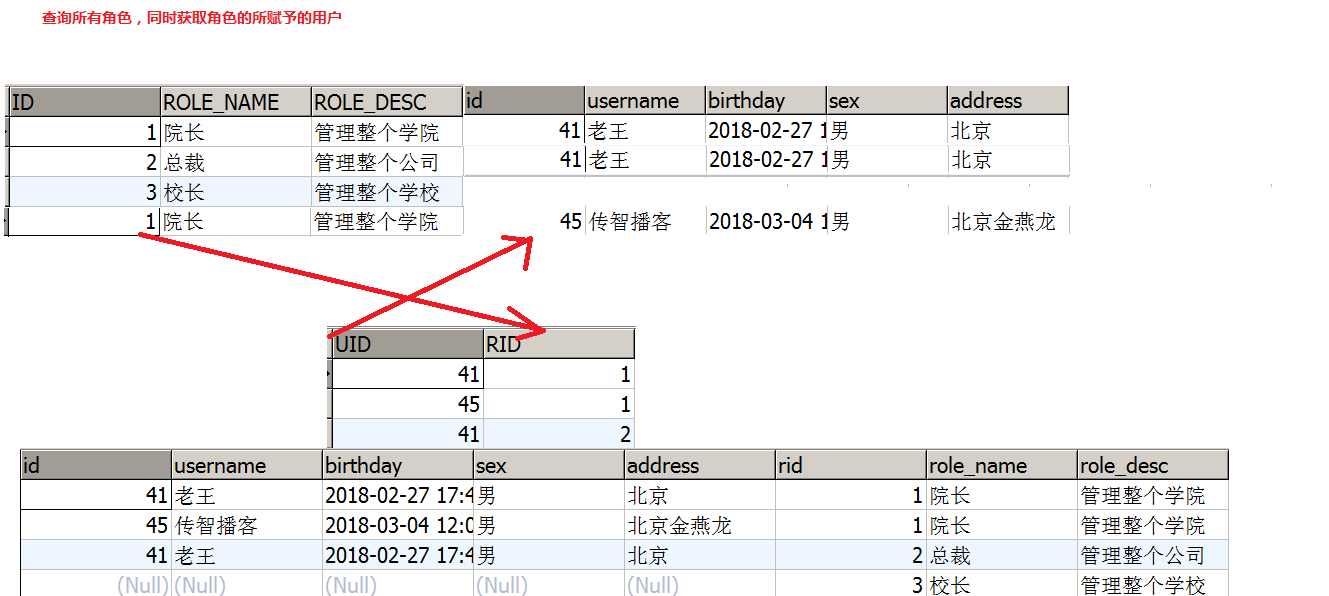 查询所有角色，同时获取角色的所赋予的用户
ID ROLE_NAME ROLE_DESC id username birthday sex address
1 院长 管理整个学院 41 老王 2018-02-27 1 男 北京
2 总裁 管理整个公司 41 老王 2018-02-27 1 男 北京
3 校长 管理整个学校
1 院长 管理整个学院 45 传智播客 2018-03-04 1 男 北京金燕龙
UID RID
41 1
45 1
41 2
id username birthday sex address rid role_name role_desc
41 老王 2018-02-27 17:4 男 北京 1 院长 管理整个学院
45 传智播客 2018-03-04 12:0 男 北京金燕龙 1 院长 管理整个学院
41 老王 2018-02-27 17:4 男 北京 2 总裁 管理整个公司
(Null) (Null) (Null) (Null) (Null) 3 校长 管理整个学校